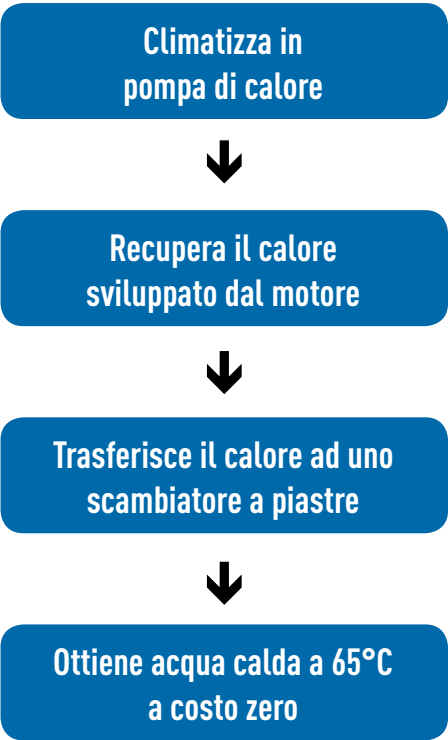 Climatizza in
pompa di calore
Recupera il calore
sviluppato dal motore
Trasferisce il calore ad uno
scambiatore a piastre
Ottiene acqua calda a 65°C
a costo zero